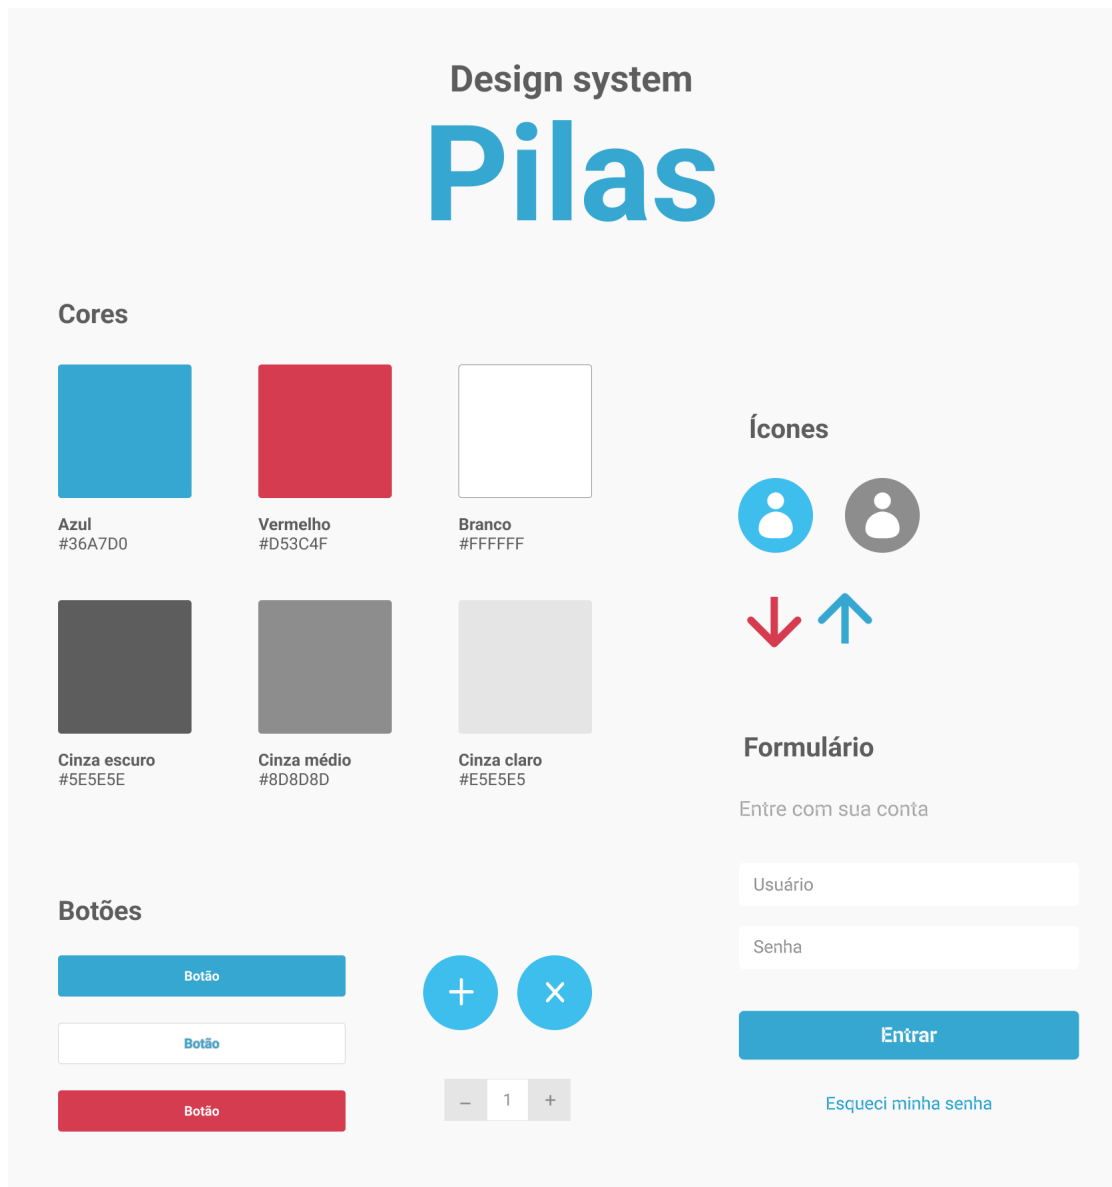 Design system
Pilas
Cores
Azul
#36A7D0
Vermelho
#D53C4F
Branco
#FFFFFF
Cinza escuro
#5E5E5E
Cinza médio
#8D8D8D
Cinza claro
#E5E5E5
Botões
Botão
Botão
Botão
– 1 +
Ícones
Formulário
Entre com sua conta
Usuário
Senha
Entrar
Esqueci minha senha